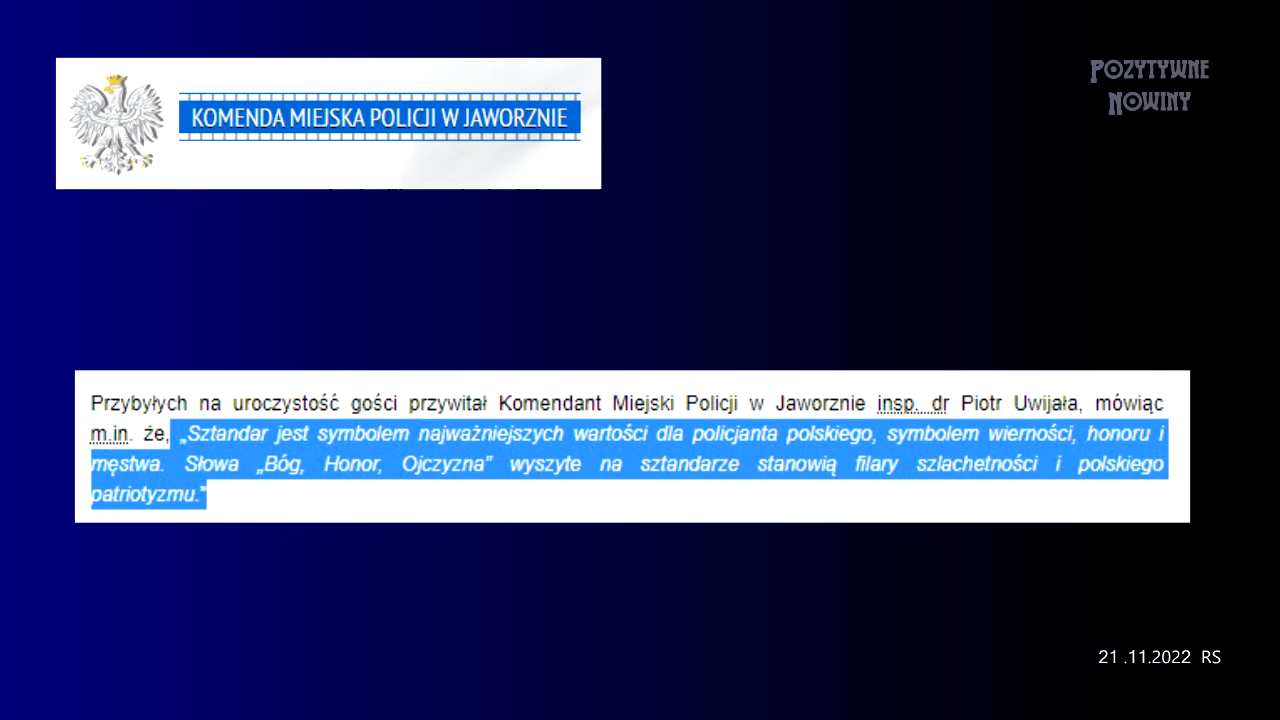 KOMENDA MIEJSKA POLICJI W JAWORZNIE
POZYTYWNE
NOWINY
Przybyłych na uroczystość gości przywitał Komendant Miejski Policji w Jaworznie insp. dr Piotr Uwijała, mówiąc
m.in. że, „Sztandar jest symbolem najważniejszych wartości dla policjanta polskiego, symbolem wierności, honoru i
męstwa. Słowa „Bóg, Honor, Ojczyzna” wyszyte na sztandarze stanowią filary szlachetności i polskiego
patriotyzmu.”
21 .11.2022 RS